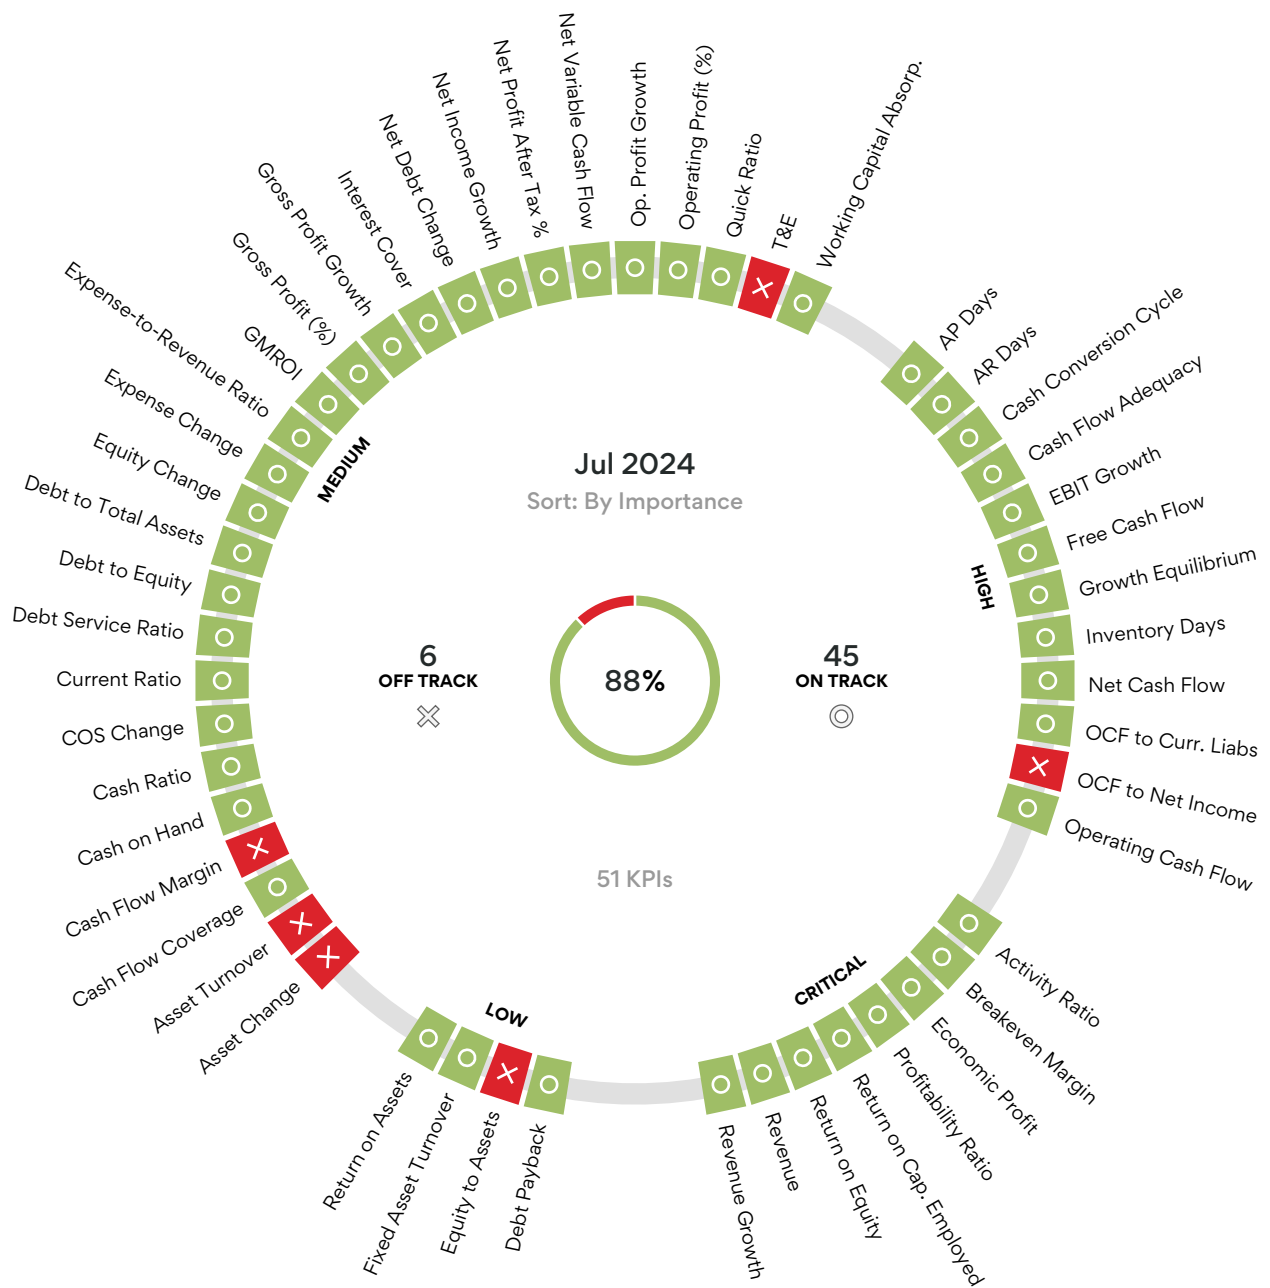 Jul 2024
Sort: By Importance
88%
6
OFF TRACK
45
ON TRACK
51 KPIs
HIGH
AP Days
AR Days
Cash Conversion Cycle
Cash Flow Adequacy
EBIT Growth
Free Cash Flow
Growth Equilibrium
Inventory Days
Net Cash Flow
OCF to Curr. Liabs
OCF to Net Income
Operating Cash Flow
CRITICAL
Activity Ratio
Breakeven Margin
Economic Profit
Profitability Ratio
Return on Cap. Employed
Return on Equity
Revenue
Revenue Growth
LOW
Debt Payback
Equity to Assets
Fixed Asset Turnover
Return on Assets
MEDIUM
Asset Change
Asset Turnover
Cash Flow Coverage
Cash Flow Margin
Cash on Hand
Cash Ratio
COS Change
Current Ratio
Debt Service Ratio
Debt to Equity
Debt to Total Assets
Equity Change
Expense Change
Expense-to-Revenue Ratio
GMROI
Gross Profit (%)
Gross Profit Growth
Interest Cover
Net Debt Change
Net Income Growth
Net Profit After Tax %
Net Variable Cash Flow
Op. Profit Growth
Operating Profit (%)
Quick Ratio
T&E
Working Capital Absorp.